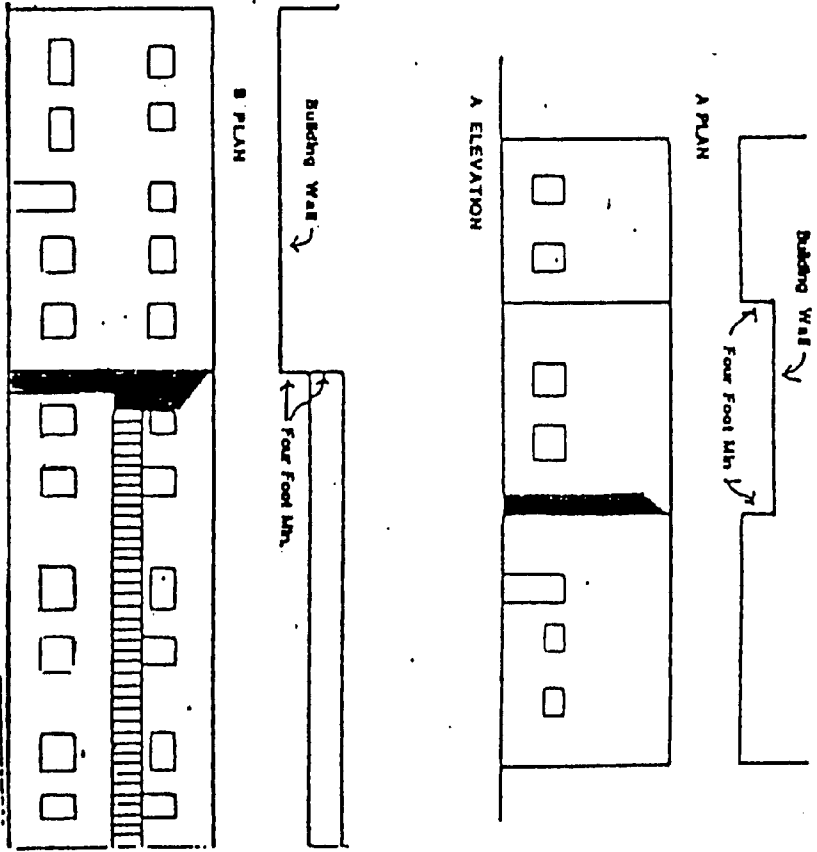 Building Wall
Four Foot Min
A PLAN
A ELEVATION
Building Wall
Four Foot Min.
B PLAN